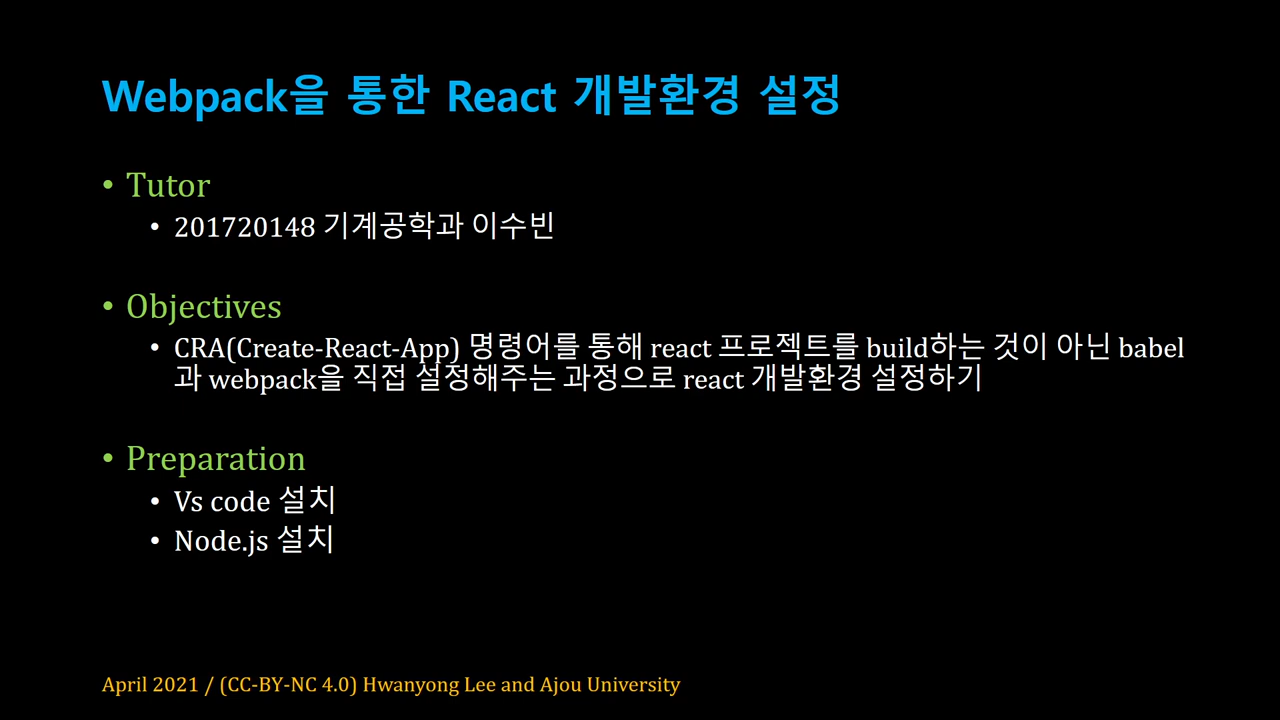 Webpack을 통한 React 개발환경 설정
• Tutor
• 201720148 기계공학과 이수빈
• Objectives
• CRA(Create-React-App) 명령어를 통해 react 프로젝트를 build하는 것이 아닌 babel
과 webpack을 직접 설정해주는 과정으로 react 개발환경 설정하기
• Preparation
• Vs code 설치
• Node.js 설치
April 2021 / (CC-BY-NC 4.0) Hwanyong Lee and Ajou University